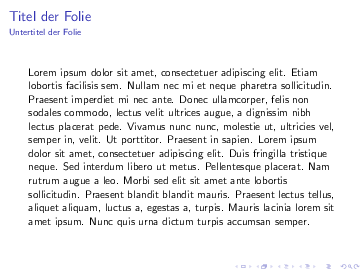 Titel der Folie
Untertitel der Folie
Lorem ipsum dolor sit amet, consectetuer adipiscing elit. Etiam
lobortis facilisis sem. Nullam nec mi et neque pharetra sollicitudin.
Praesent imperdiet mi nec ante. Donec ullamcorper, felis non
sodales commodo, lectus velit ultrices augue, a dignissim nibh
lectus placerat pede. Vivamus nunc nunc, molestie ut, ultricies vel,
semper in, velit. Ut porttitor. Praesent in sapien. Lorem ipsum
dolor sit amet, consectetuer adipiscing elit. Duis fringilla tristique
neque. Sed interdum libero ut metus. Pellentesque placerat. Nam
rutrum augue a leo. Morbi sed elit sit amet ante lobortis
sollicitudin. Praesent blandit blandit mauris. Praesent lectus tellus,
aliquet aliquam, luctus a, egestas a, turpis. Mauris lacinia lorem sit
amet ipsum. Nunc quis urna dictum turpis accumsan semper.